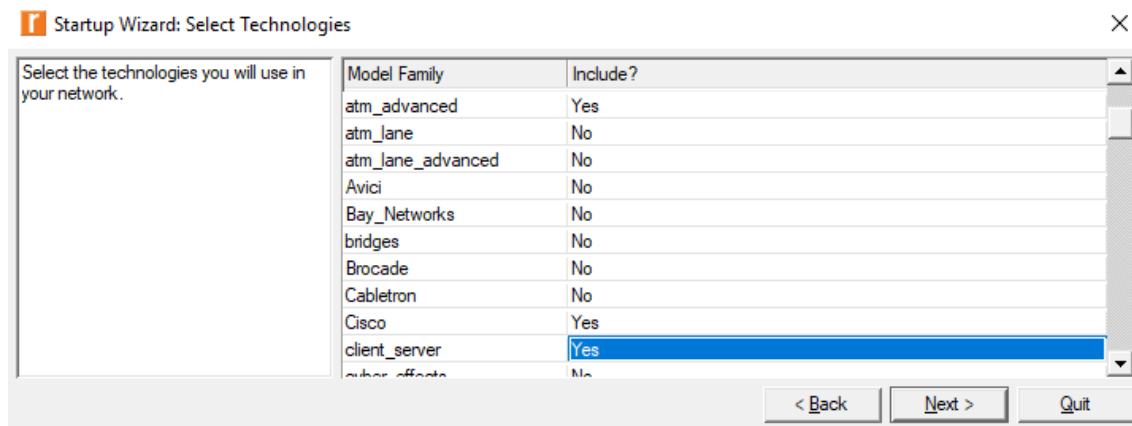 Startup Wizard: Select Technologies
Select the technologies you will use in
your network.
Model Family Include?
atm_advanced Yes
atm_lane No
atm_lane_advanced No
Avici No
Bay_Networks No
bridges No
Brocade No
Cabletron No
Cisco Yes
client_server Yes
cyber_effects No
< Back Next > Quit